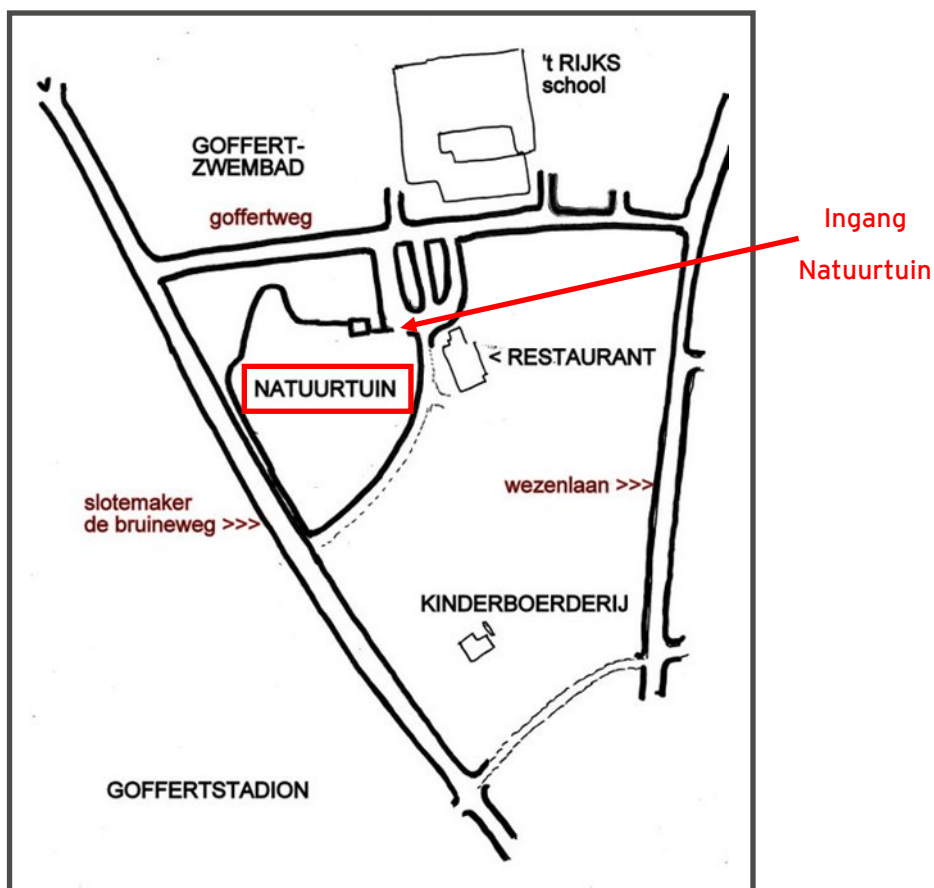 't RIJKS
school
GOFFERT-
ZWEMBAD
goffertweg
Ingang
Natuurtuin
< RESTAURANT
NATUURTUIN
wezenlaan >>>
slotemaker
de bruineweg >>>
KINDERBOERDERIJ
GOFFERTSTADION